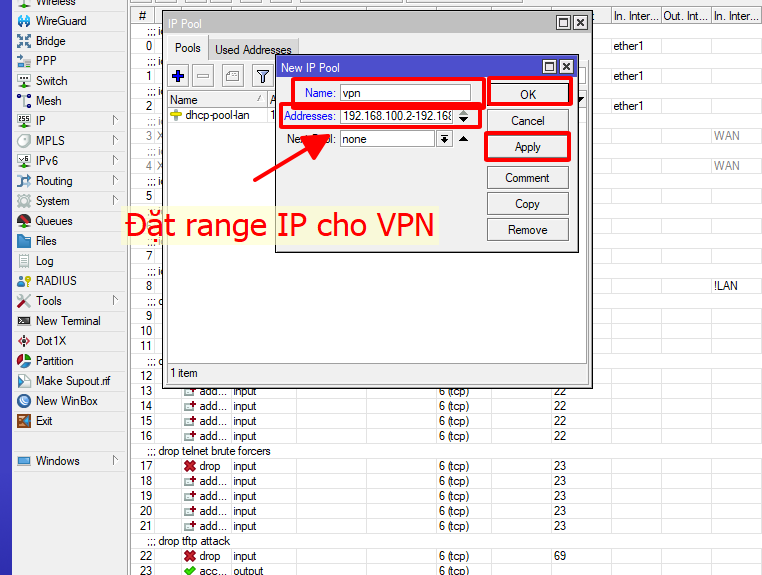 Wireless
WireGuard
Bridge
PPP
Switch
Mesh
IP
MPLS
IPv6
Routing
System
Queues
Files
Log
RADIUS
Tools
New Terminal
Dot1X
Partition
Make Supout.rif
New WinBox
Exit
Windows
IP Pool
Pools
Used Addresses
Name
dhcp-pool-lan
1 item
New IP Pool
Name: vpn
Addresses: 192.168.100.2-192.168
Next Pool: none
OK
Cancel
Apply
Comment
Copy
Remove
Đặt range IP cho VPN
# In. Inter... Out. Int... In. Inter...
0 ether1
1 ether1
2 ether1
3 X WAN
4 X WAN
5
6
7
8 !LAN
9
10
11
12
13 add... input 6 (tcp) 22
14 add... input 6 (tcp) 22
15 add... input 6 (tcp) 22
16 add... input 6 (tcp) 22
;;; drop telnet brute forcers
17 drop input 6 (tcp) 23
18 add... input 6 (tcp) 23
19 add... input 6 (tcp) 23
20 add... input 6 (tcp) 23
21 add... input 6 (tcp) 23
;;; drop tftp attack
22 drop input 6 (tcp) 69
23 acc... output 6 (tcp)